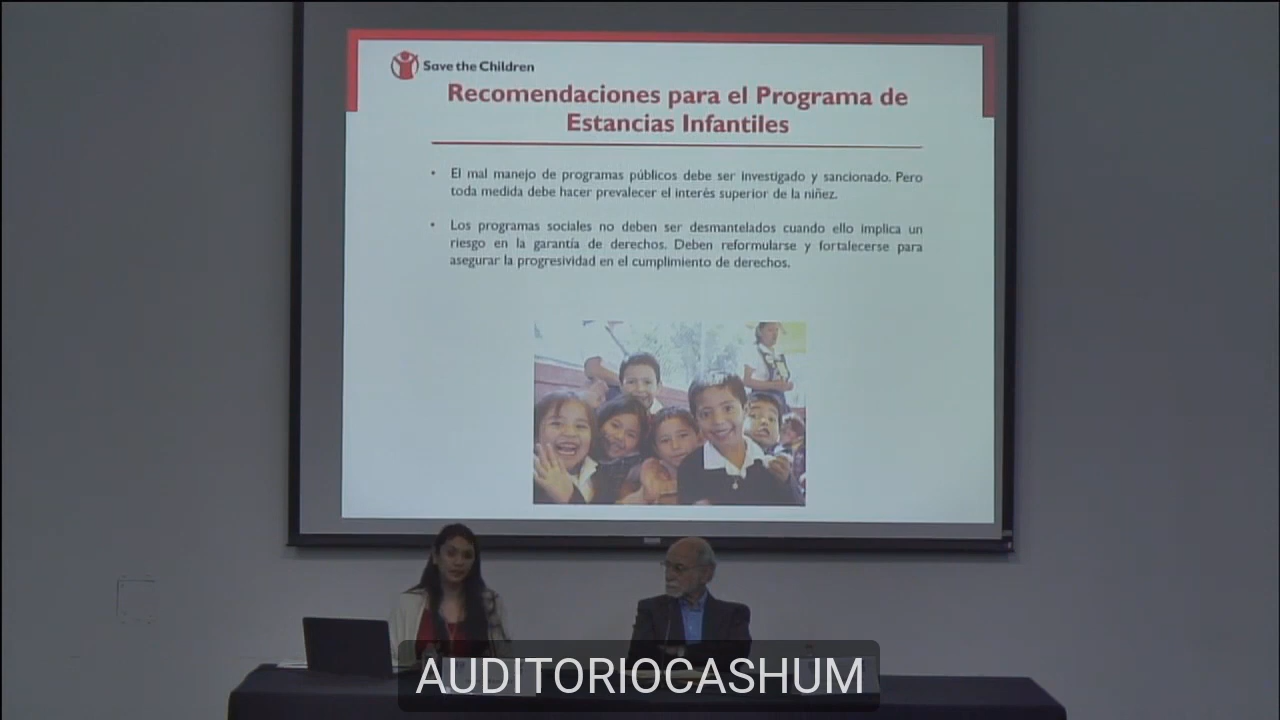 Save the Children
Recomendaciones para el Programa de
Estancias Infantiles
• El mal manejo de programas públicos debe ser investigado y sancionado. Pero
toda medida debe hacer prevalecer el interés superior de la niñez.
• Los programas sociales no deben ser desmantelados cuando ello implica un
riesgo en la garantía de derechos. Deben reformularse y fortalecerse para
asegurar la progresividad en el cumplimiento de derechos.
AUDITORIOCASHUM